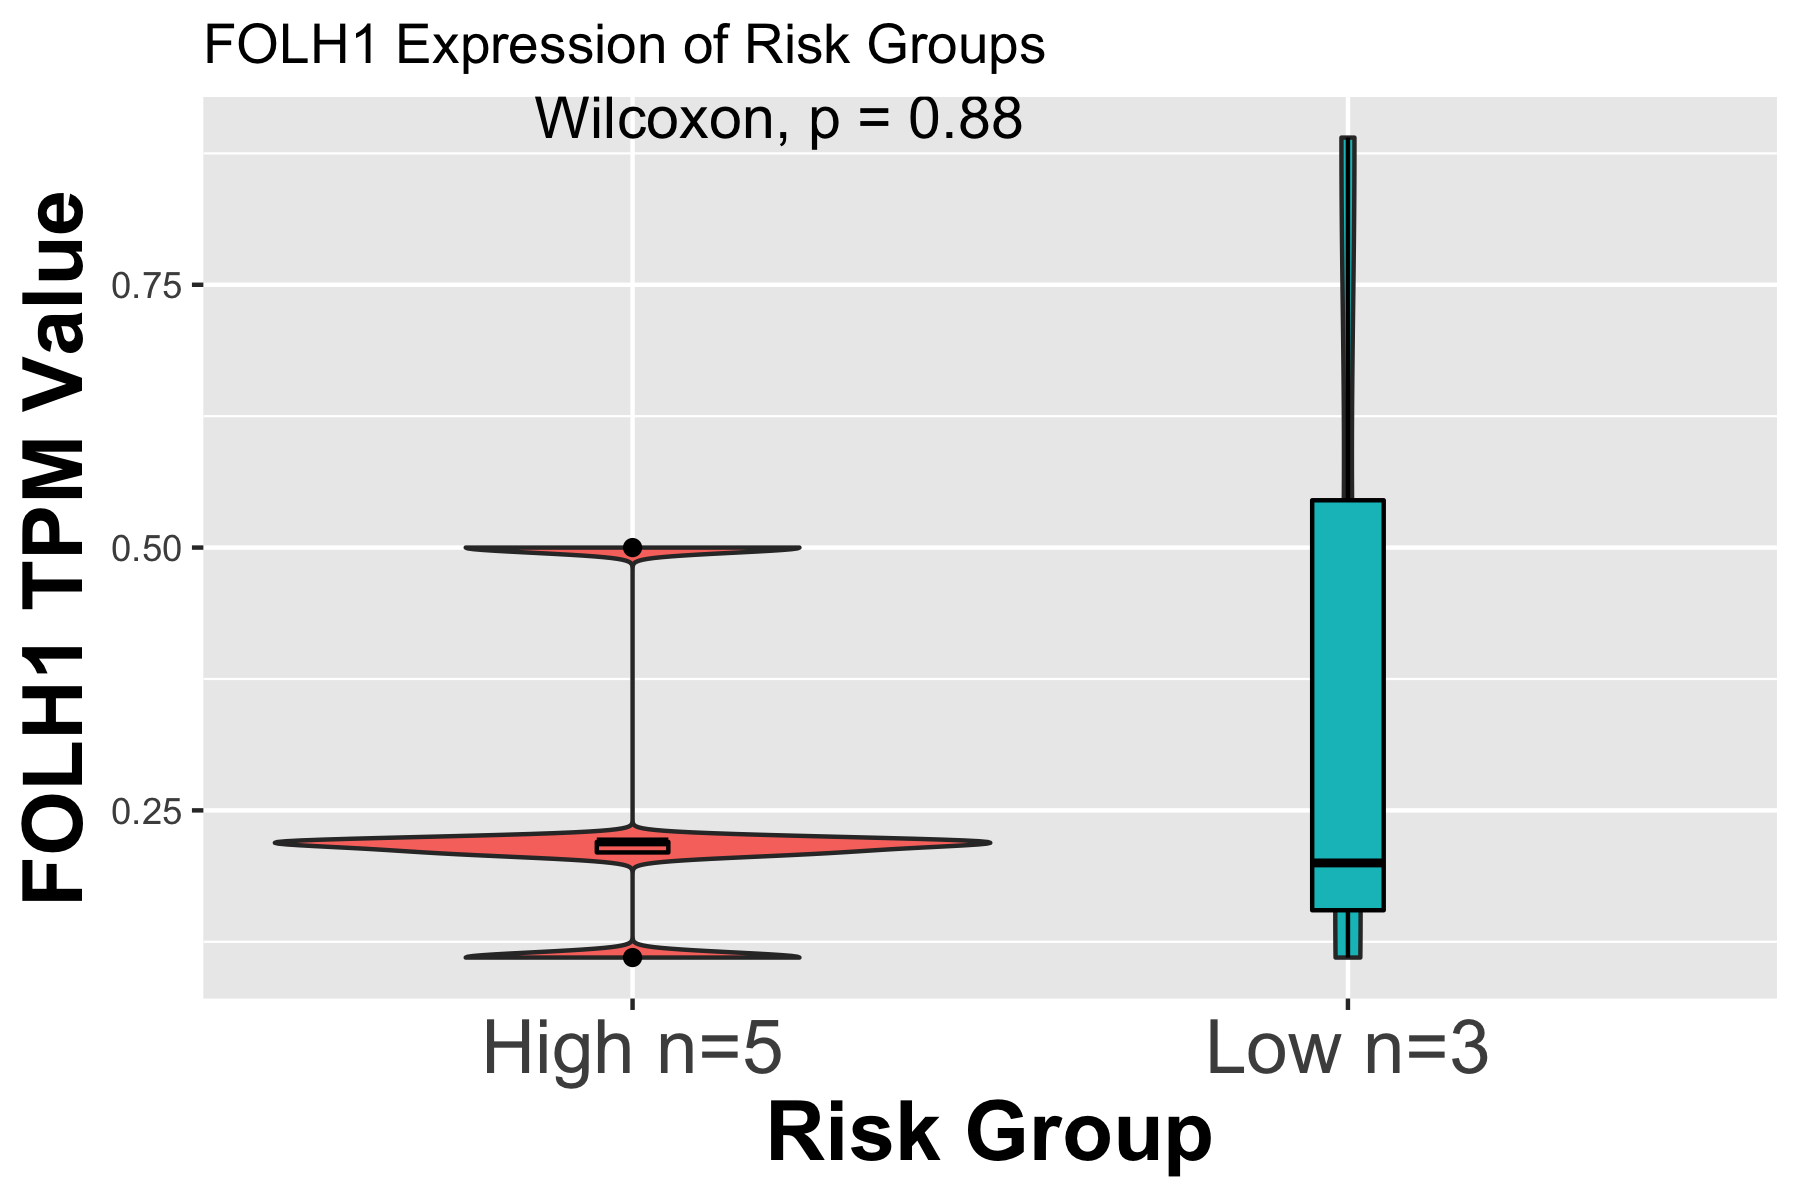 FOLH1 Expression of Risk Groups
Wilcoxon, p = 0.88
FOLH1 TPM Value
0.75
0.50
0.25
High n=5
Low n=3
Risk Group